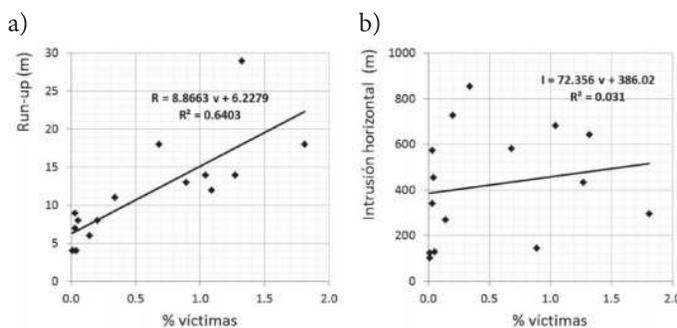 a)
Run-up (m)
30
25
20
15
10
5
0
R = 8.8663 v + 6.2279
R² = 0.6403
0.0 0.5 1.0 1.5 2.0
% víctimas
b)
Intrusión horizontal (m)
1000
800
600
400
200
0
I = 72.356 v + 386.02
R² = 0.031
0.0 0.5 1.0 1.5 2.0
% víctimas